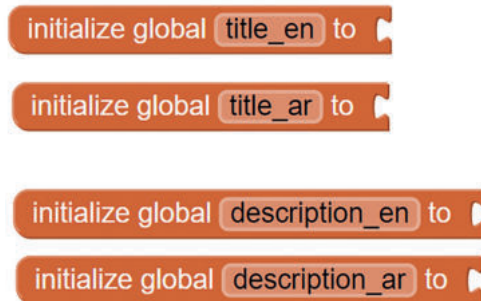 initialize global title_en to
initialize global title_ar to
initialize global description_en to
initialize global description_ar to